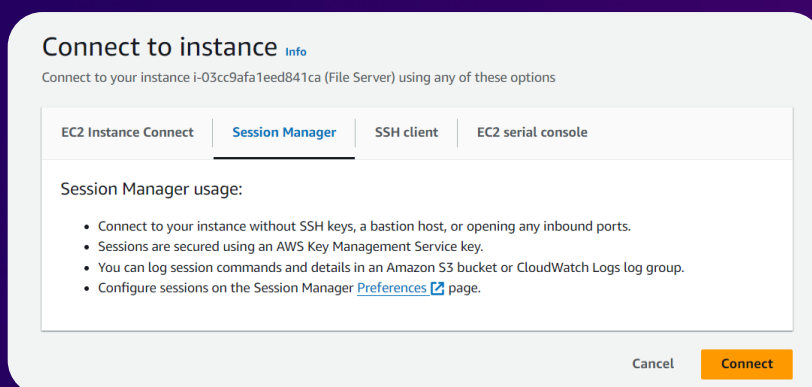 Connect to instance Info
Connect to your instance i-03cc9afa1eed841ca (File Server) using any of these options
EC2 Instance Connect Session Manager SSH client EC2 serial console
Session Manager usage:
• Connect to your instance without SSH keys, a bastion host, or opening any inbound ports.
• Sessions are secured using an AWS Key Management Service key.
• You can log session commands and details in an Amazon S3 bucket or CloudWatch Logs log group.
• Configure sessions on the Session Manager Preferences page.
Cancel Connect